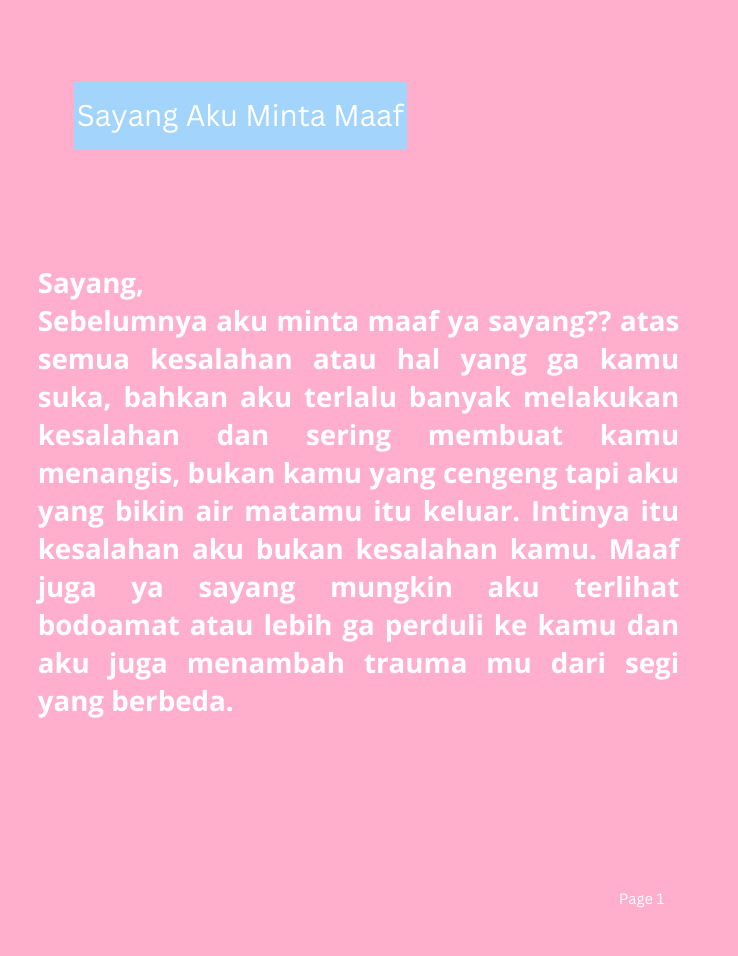 Sayang Aku Minta Maaf
Sayang,
Sebelumnya aku minta maaf ya sayang?? atas
semua kesalahan atau hal yang ga kamu
suka, bahkan aku terlalu banyak melakukan
kesalahan dan sering membuat kamu
menangis, bukan kamu yang cengeng tapi aku
yang bikin air matamu itu keluar. Intinya itu
kesalahan aku bukan kesalahan kamu. Maaf
juga ya sayang mungkin aku terlihat
bodoamat atau lebih ga perduli ke kamu dan
aku juga menambah trauma mu dari segi
yang berbeda.
Page 1